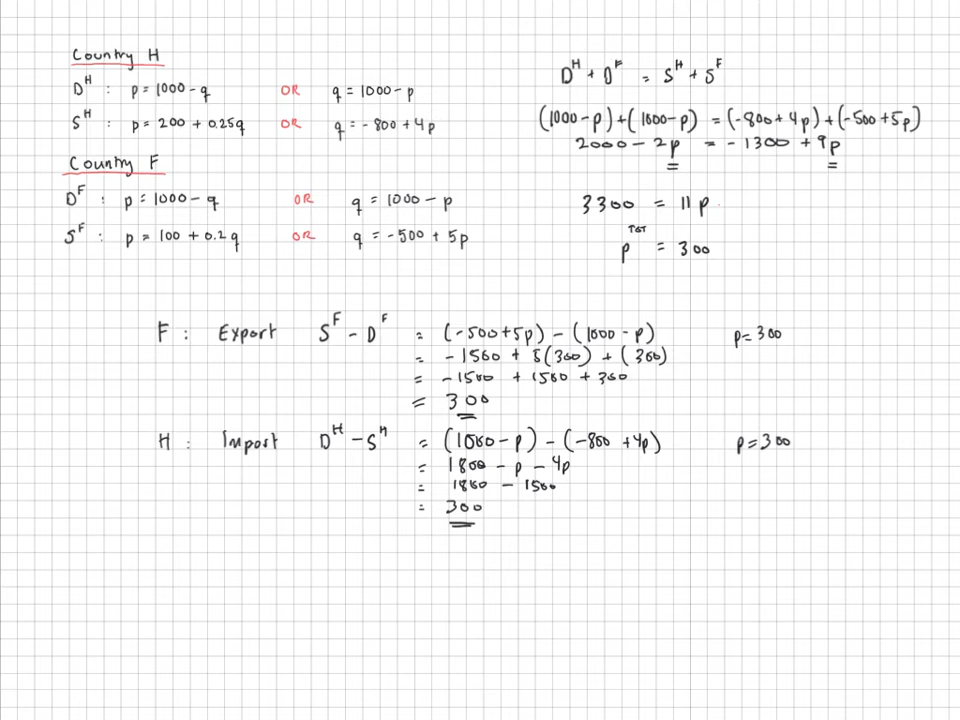 Country H
D^H : p = 1000 - q OR q = 1000 - p
S^H : p = 200 + 0.25q OR q = -800 + 4p
Country F
D^F : p = 1000 - q OR q = 1000 - p
S^F : p = 100 + 0.2q OR q = -500 + 5p
D^H + D^F = S^H + S^F
(1000 - p) + (1000 - p) = (-800 + 4p) + (-500 + 5p)
2000 - 2p = -1300 + 9p
3300 = 11p
p^TOT = 300
F : Export S^F - D^F = (-500 + 5p) - (1000 - p) p = 300
= -1500 + 5(300) + (300)
= -1500 + 1500 + 300
= 300
H : Import D^H - S^H = (1000 - p) - (-800 + 4p) p = 300
= 1800 - p - 4p
= 1800 - 1500
= 300